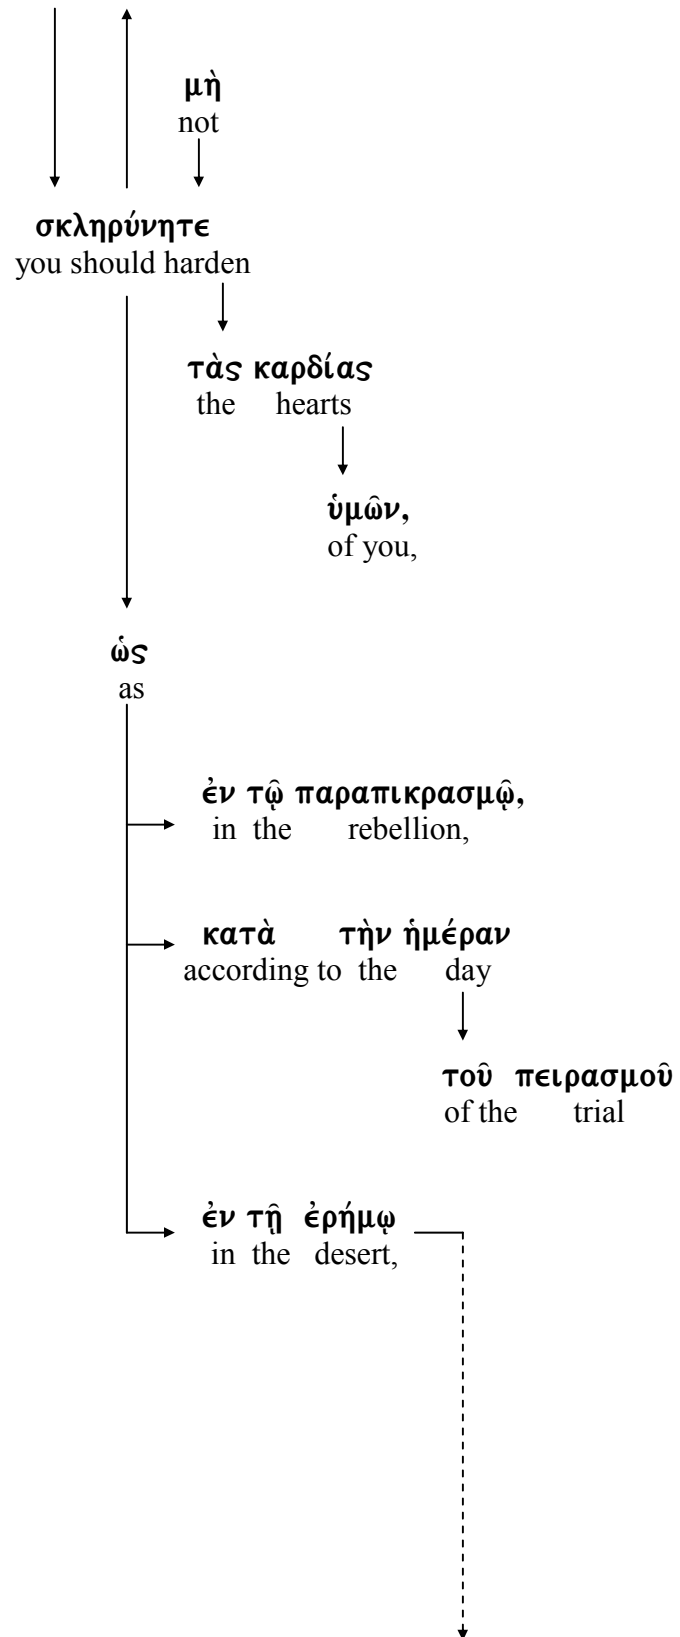 μὴ
not
σκληρύνητε
you should harden
τὰς καρδίας
the hearts
ὑμῶν,
of you,
ὡς
as
ἐν τῷ παραπικρασμῷ,
in the rebellion,
κατὰ τὴν ἡμέραν
according to the day
τοῦ πειρασμοῦ
of the trial
ἐν τῇ ἐρήμῳ
in the desert,